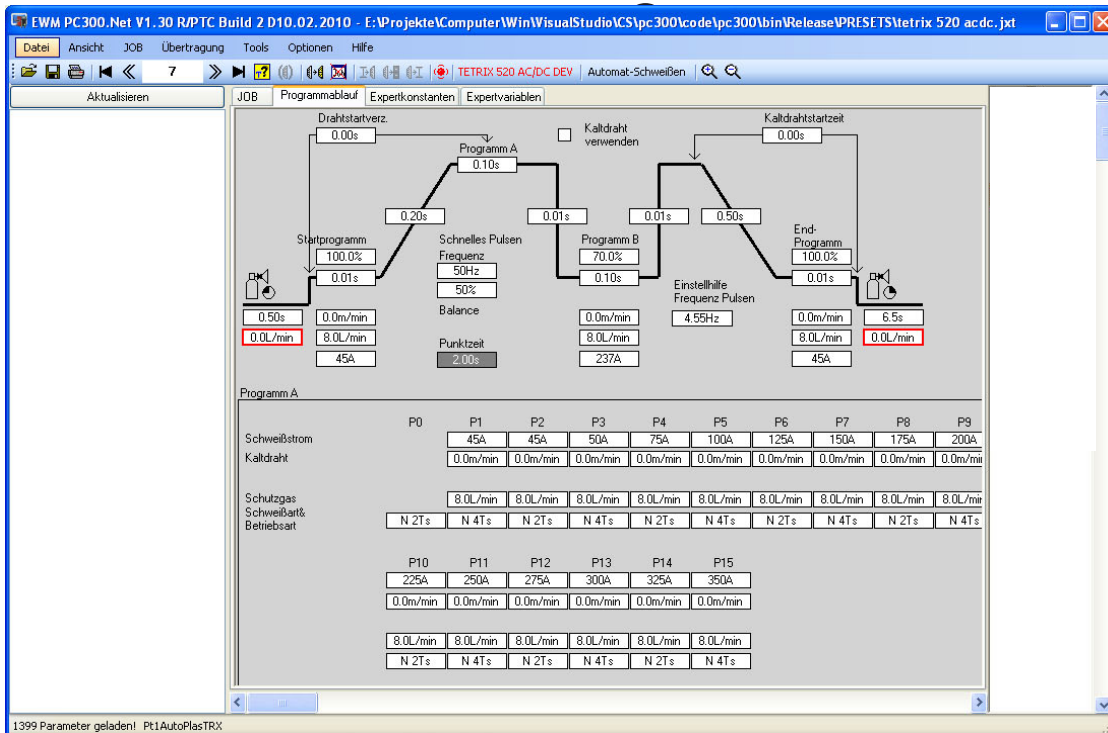 EWM PC300.Net V1.30 R/PTC Build 2 D10.02.2010 - E:\Projekte\Computer\Win\VisualStudio\CS\pc300\code\pc300\bin\Release\PRESETS\tetrix 520 acdc.jxt
Datei Ansicht JOB Übertragung Tools Optionen Hilfe
7 TETRIX 520 AC/DC DEV Automat-Schweißen
Aktualisieren JOB Programmablauf Expertkonstanten Expertvariablen
Drahtstartverz. Kaltdrahtstartzeit
0.00s Kaltdraht verwenden 0.00s
Programm A
0.10s
0.20s 0.01s 0.01s 0.50s
Startprogramm Schnelles Pulsen Programm B End-Programm
100.0% Frequenz 70.0% 100.0%
0.01s 50Hz 0.10s Einstellhilfe 0.01s
50% Frequenz Pulsen
0.50s 0.0m/min Balance 0.0m/min 4.55Hz 0.0m/min 6.5s
0.0L/min 8.0L/min 8.0L/min 8.0L/min 0.0L/min
Punktzeit
45A 2.00s 237A 45A
Programm A
P0 P1 P2 P3 P4 P5 P6 P7 P8 P9
Schweißstrom 45A 45A 50A 75A 100A 125A 150A 175A 200A
Kaltdraht 0.0m/min 0.0m/min 0.0m/min 0.0m/min 0.0m/min 0.0m/min 0.0m/min 0.0m/min 0.0m/mi
Schutzgas 8.0L/min 8.0L/min 8.0L/min 8.0L/min 8.0L/min 8.0L/min 8.0L/min 8.0L/min 8.0L/mi
Schweißart&
Betriebsart N 2Ts N 4Ts N 2Ts N 4Ts N 2Ts N 4Ts N 2Ts N 4Ts N 2Ts N 4Ts
P10 P11 P12 P13 P14 P15
225A 250A 275A 300A 325A 350A
0.0m/min 0.0m/min 0.0m/min 0.0m/min 0.0m/min 0.0m/min
8.0L/min 8.0L/min 8.0L/min 8.0L/min 8.0L/min 8.0L/min
N 2Ts N 4Ts N 2Ts N 4Ts N 2Ts N 4Ts
1399 Parameter geladen! Pt1AutoPlasTRX